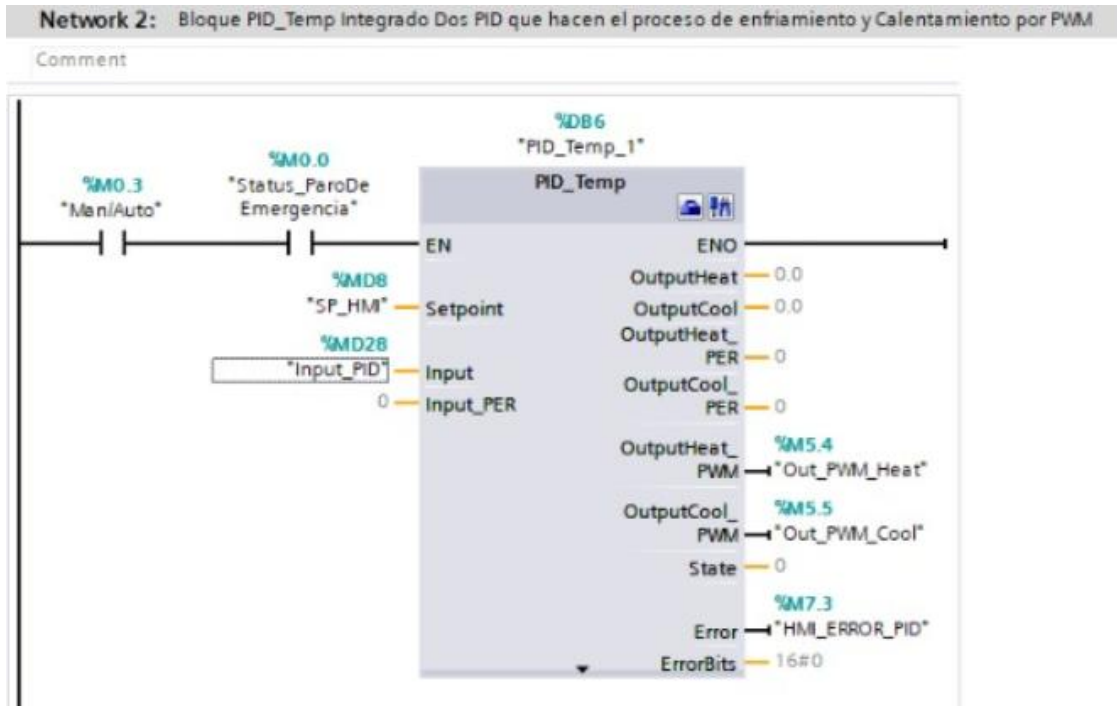 Network 2: Bloque PID_Temp Integrado Dos PID que hacen el proceso de enfriamiento y Calentamiento por PWM
Comment
%DB6
"PID_Temp_1"
%M0.3
"Man/Auto"
%M0.0
"Status_ParoDe
Emergencia"
PID_Temp
EN
ENO
%MD8
"SP_HMI"
Setpoint
%MD28
"Input_PID"
Input
0
Input_PER
OutputHeat
0.0
OutputCool
0.0
OutputHeat_
PER
0
OutputCool_
PER
0
OutputHeat_
PWM
%M5.4
"Out_PWM_Heat"
OutputCool_
PWM
%M5.5
"Out_PWM_Cool"
State
0
Error
%M7.3
"HMI_ERROR_PID"
ErrorBits
16#0